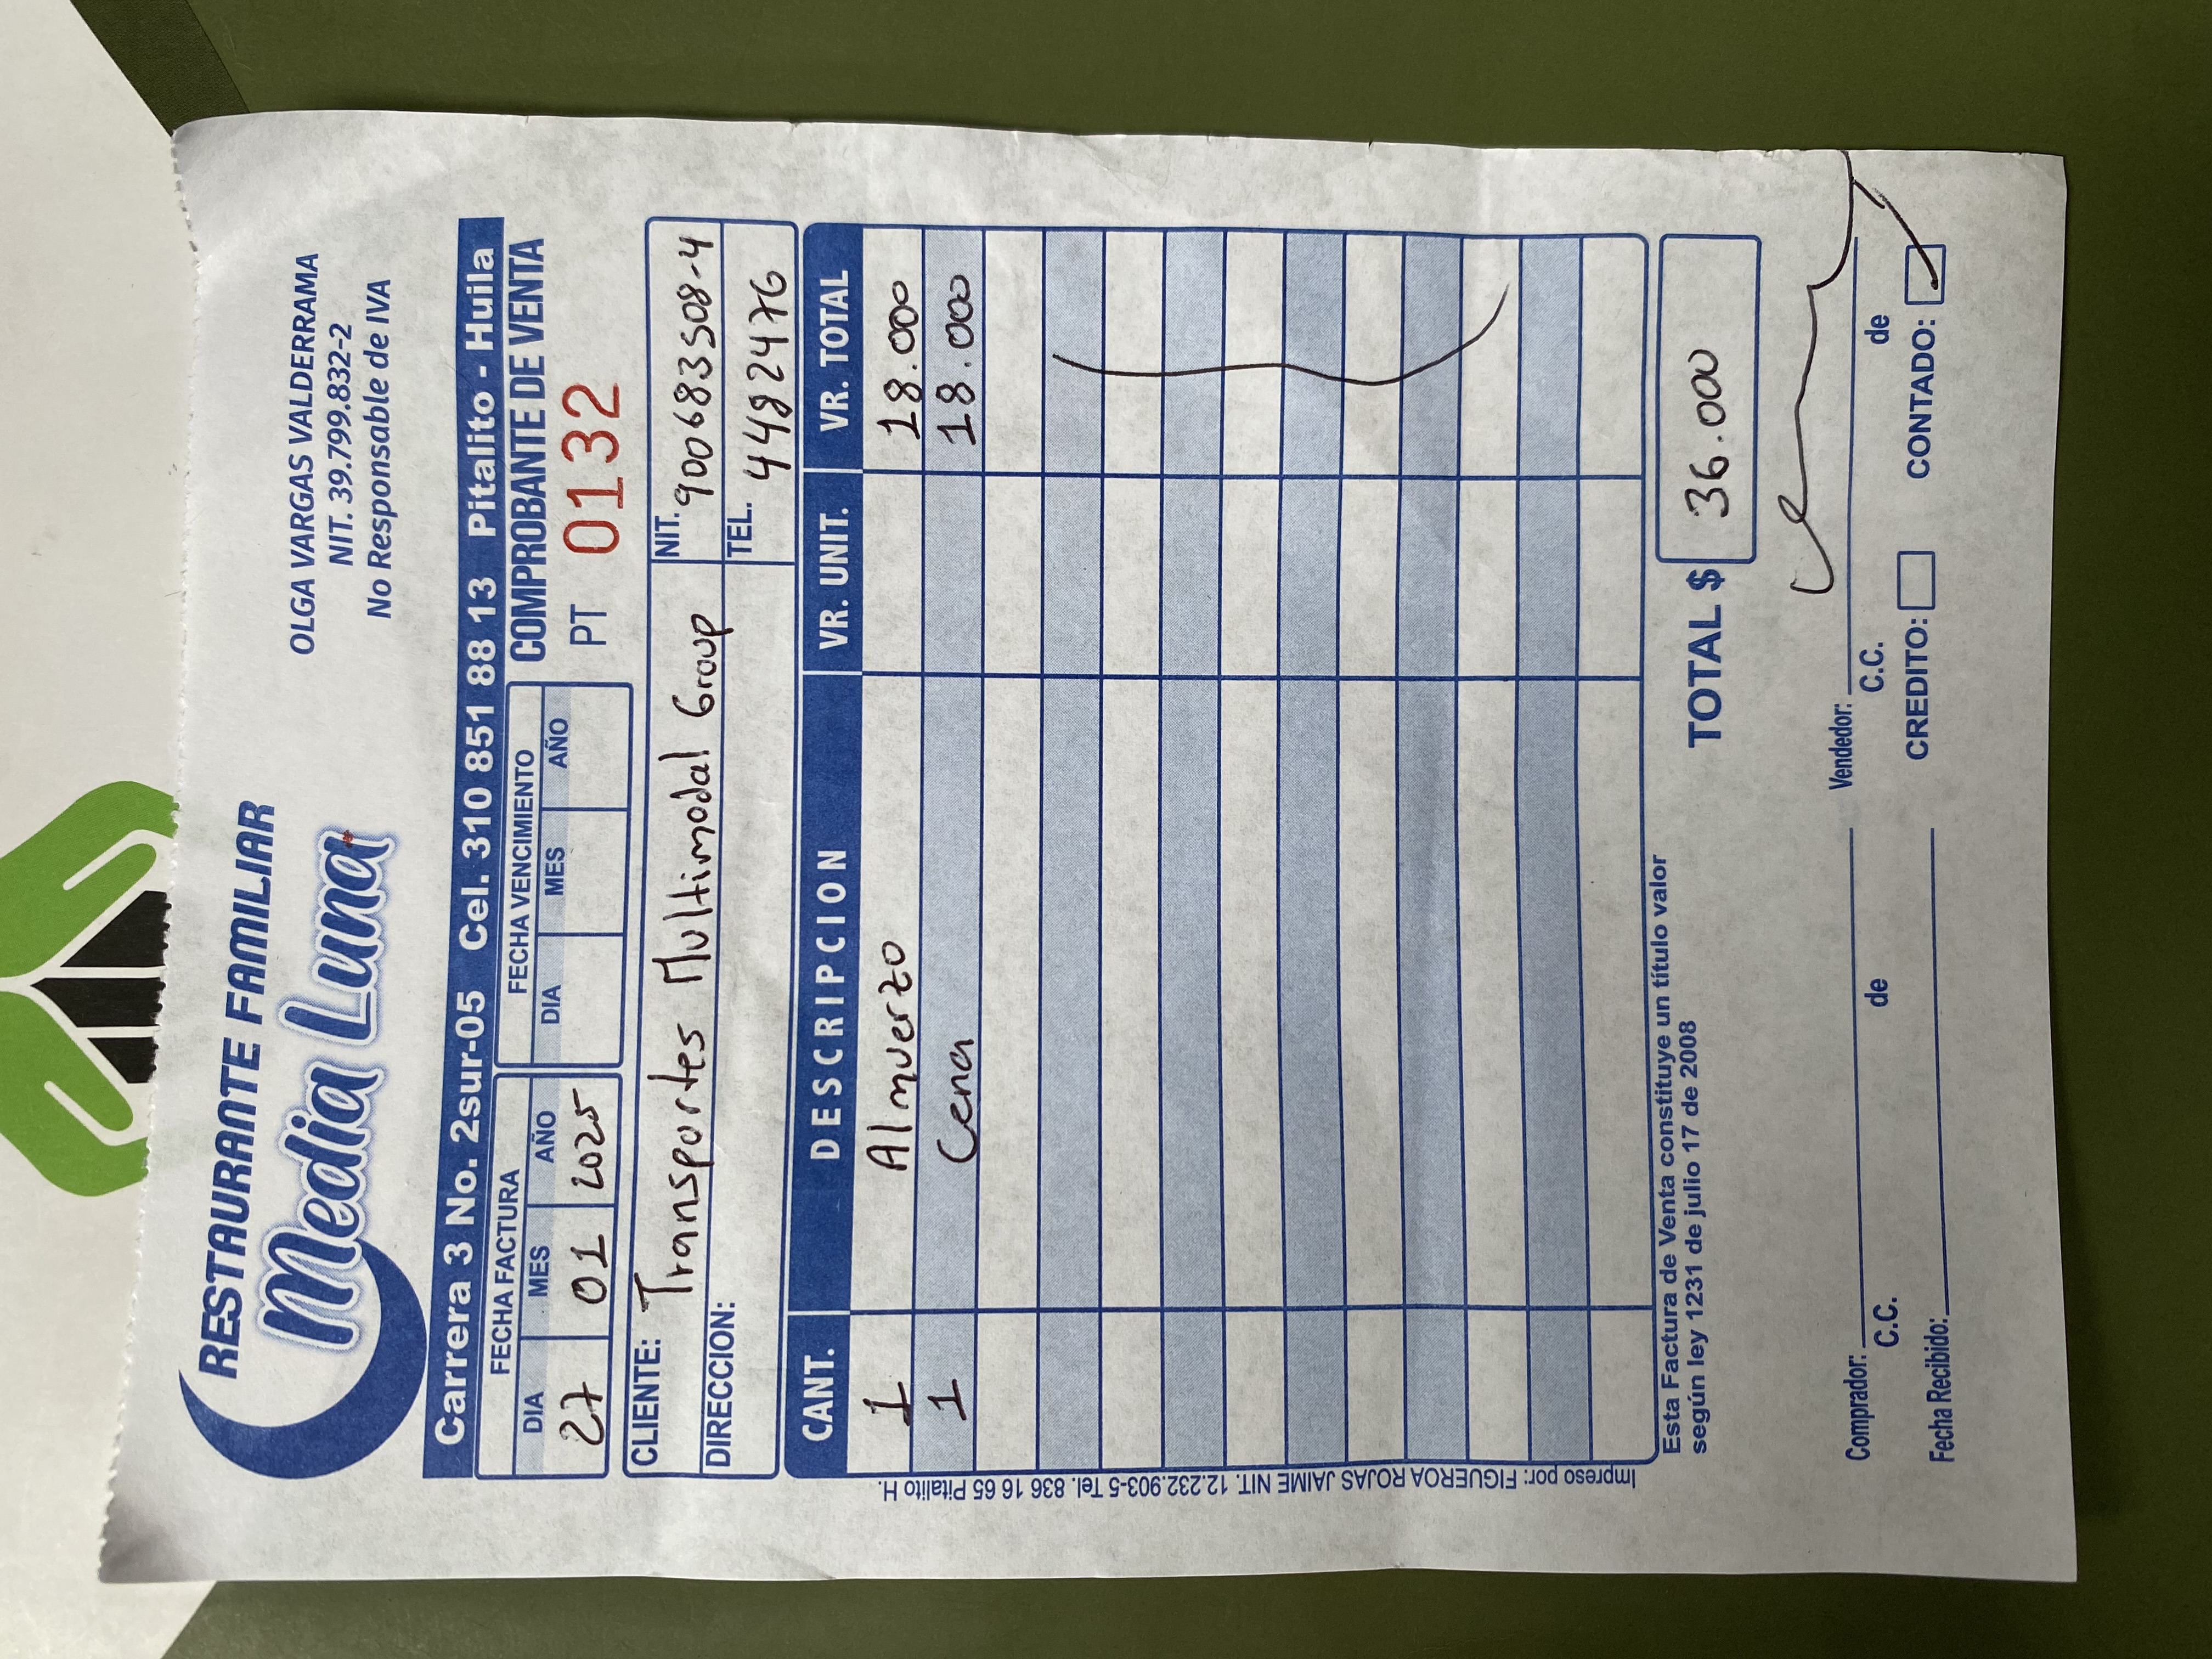 RESTAURANTE FAMILIAR
Media Luna
OLGA VARGAS VALDERRAMA
NIT. 39.799.832-2
No Responsable de IVA
Carrera 3 No. 2sur-05 Cel. 310 851 88 13 Pitalito - Huila
FECHA FACTURA
DIA MES AÑO
27 01 2025
FECHA VENCIMIENTO
DIA MES AÑO
COMPROBANTE DE VENTA
PT 0132
CLIENTE: Transportes Multimodal Group
NIT. 900683508-4
DIRECCION:
TEL. 4482476
CANT. DESCRIPCION VR. UNIT. VR. TOTAL
1 Almuerzo 18.000
1 Cena 18.000
Impreso por: FIGUEROA ROJAS JAIME NIT. 12.232.903-5 Tel. 836 16 65 Pitalito H.
Esta Factura de Venta constituye un título valor
según ley 1231 de julio 17 de 2008
TOTAL $ 36.000
Comprador:
C.C. de
Fecha Recibido:
Vendedor:
C.C. de
CREDITO: CONTADO: